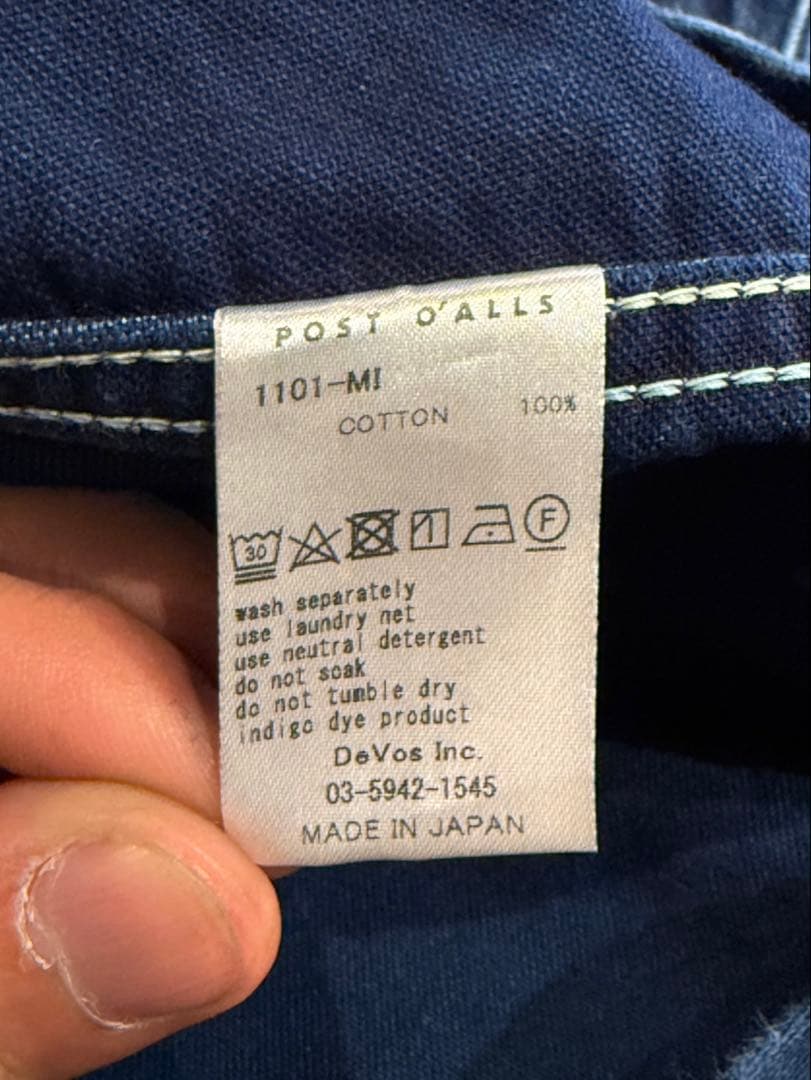 POST O'ALLS
1101-MI
COTTON 100%
30 F
wash separately
use laundry net
use neutral detergent
do not soak
do not tumble dry
indigo dye product
DeVos Inc.
03-5942-1545
MADE IN JAPAN